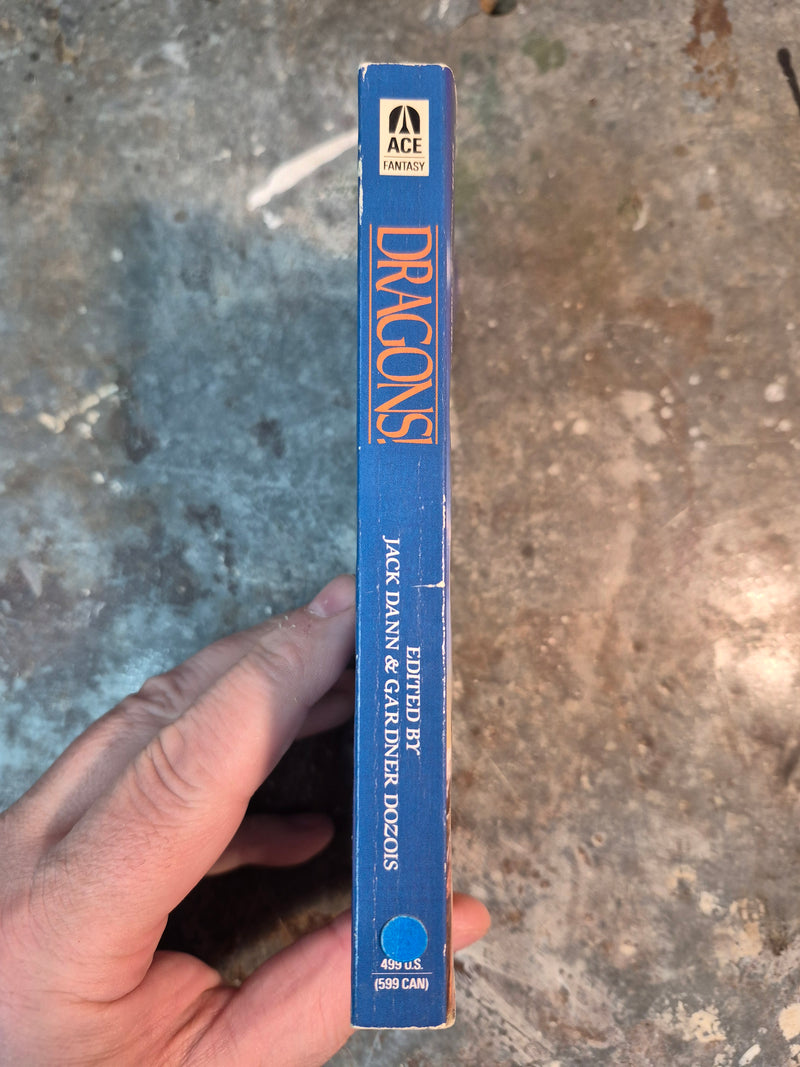 ACE
FANTASY
DRAGONS!
EDITED BY
JACK DANN & GARDNER DOZOIS
499 U.S.
(599 CAN)